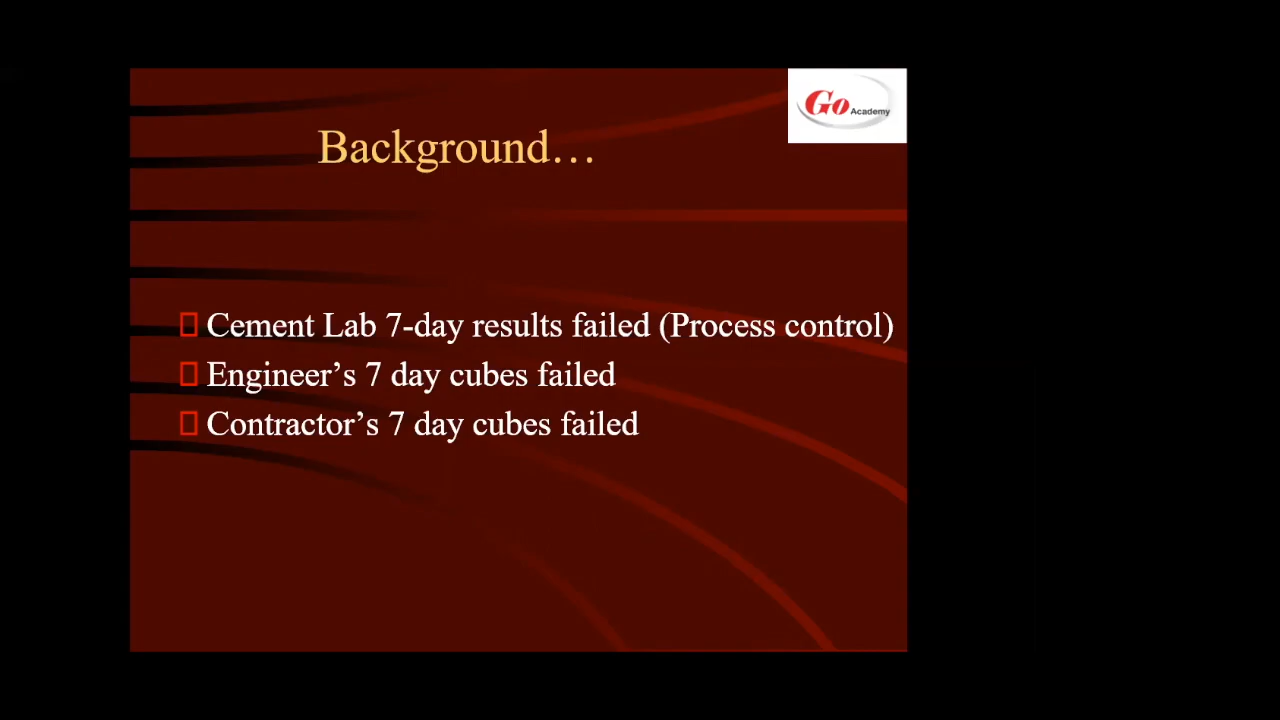 Go Academy
Background…
Cement Lab 7-day results failed (Process control)
Engineer’s 7 day cubes failed
Contractor’s 7 day cubes failed